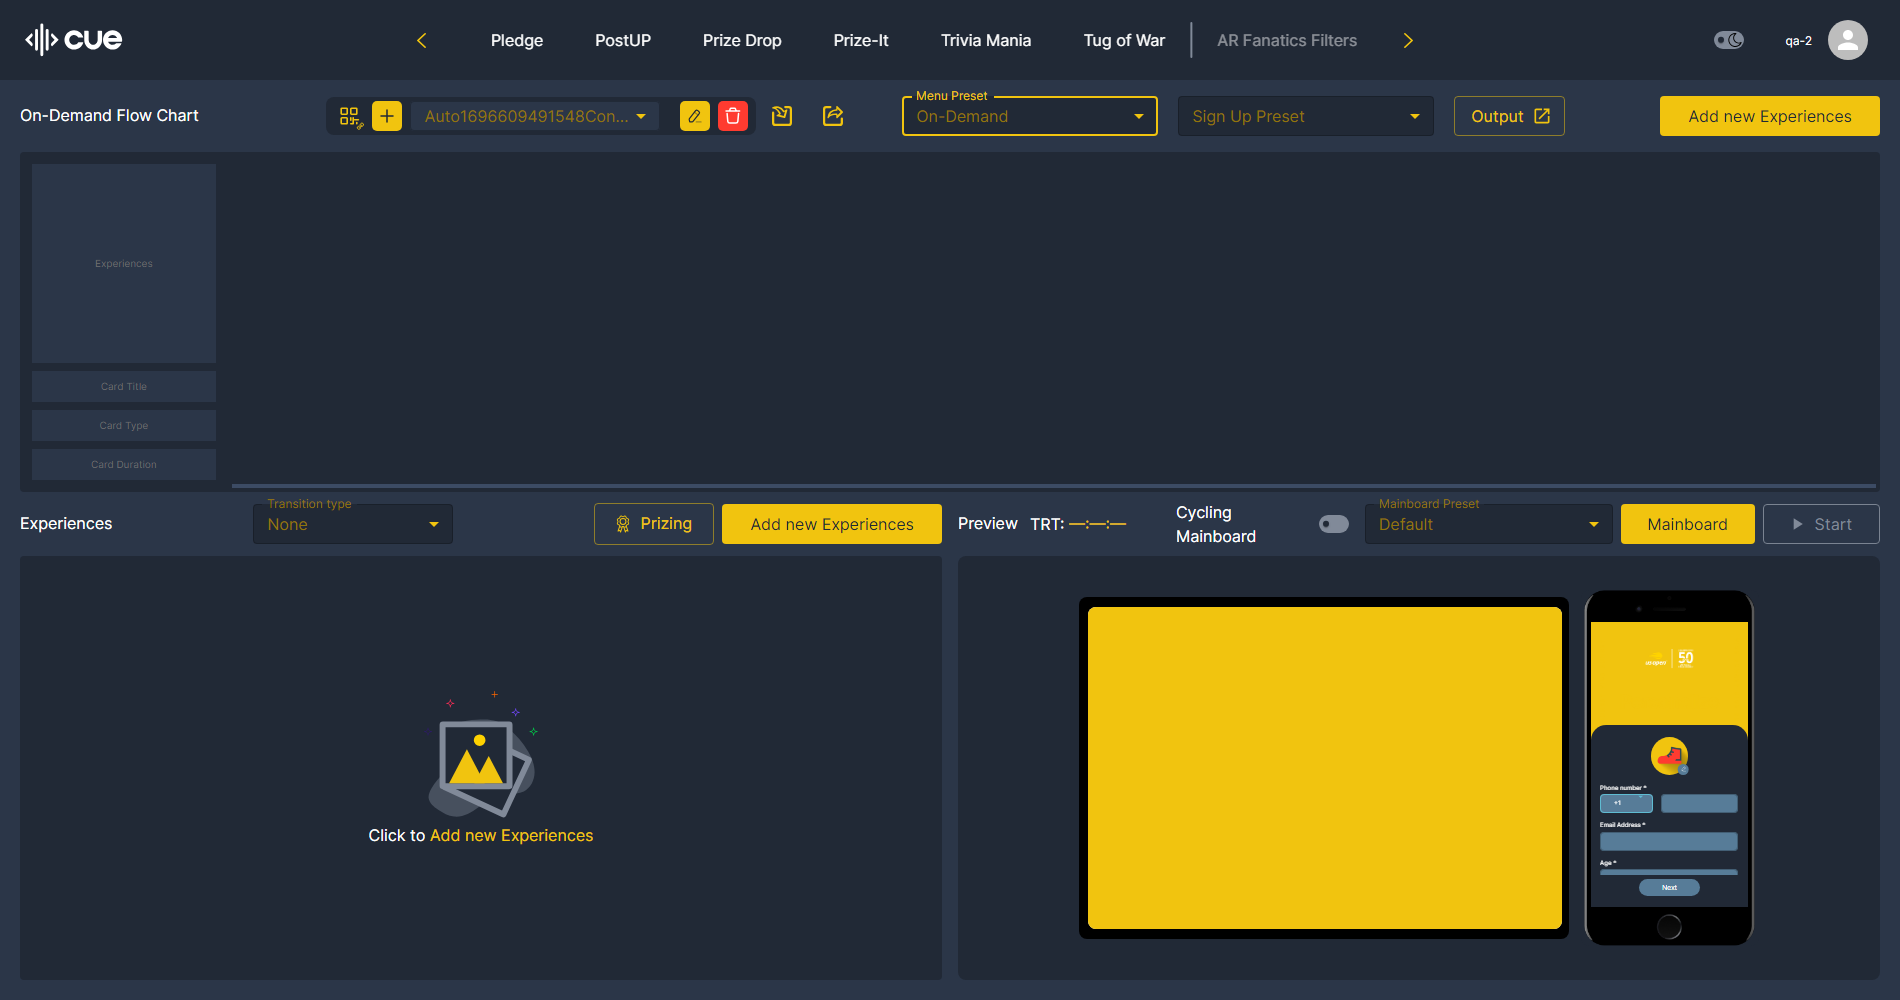 cue
Pledge
PostUP
Prize Drop
Prize-It
Trivia Mania
Tug of War
AR Fanatics Filters
qa-2
On-Demand Flow Chart
Auto1696609491548Con...
Menu Preset
On-Demand
Sign Up Preset
Output
Add new Experiences
Experiences
Card Title
Card Type
Card Duration
Experiences
Transition type
None
Prizing
Add new Experiences
Preview
TRT: —:—:—
Cycling
Mainboard
Mainboard Preset
Default
Mainboard
Start
Click to Add new Experiences
50
Phone number *
+1
Email Address *
Age *
Next